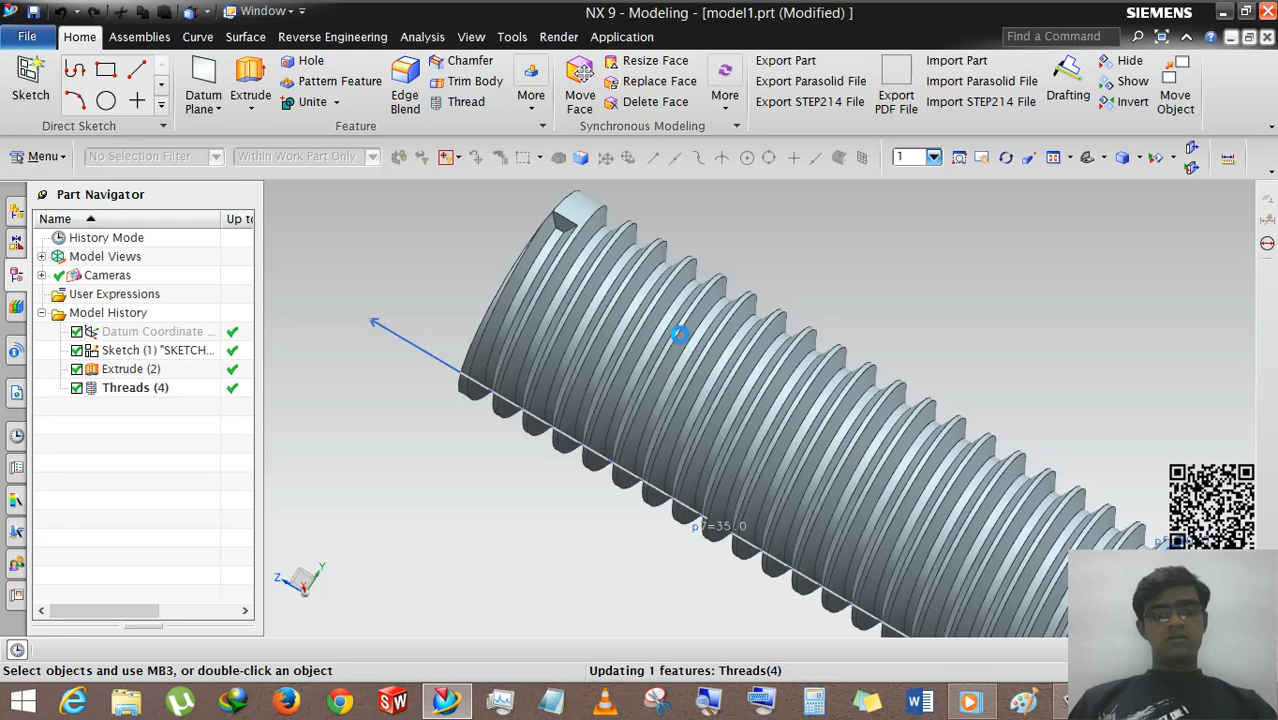 Window
NX 9 - Modeling - [model1.prt (Modified) ]
SIEMENS
File
Home
Assemblies
Curve
Surface
Reverse Engineering
Analysis
View
Tools
Render
Application
Find a Command
Sketch
Direct Sketch
Datum
Plane
Extrude
Hole
Pattern Feature
Unite
Edge
Blend
Chamfer
Trim Body
Thread
More
Feature
Move
Face
Resize Face
Replace Face
Delete Face
More
Synchronous Modeling
Export Part
Export Parasolid File
Export STEP214 File
Export
PDF File
Import Part
Import Parasolid File
Import STEP214 File
Drafting
Hide
Show
Invert
Move
Object
Menu
No Selection Filter
Within Work Part Only
1
Part Navigator
Name
Up to
History Mode
Model Views
Cameras
User Expressions
Model History
Datum Coordinate ...
Sketch (1) "SKETCH...
Extrude (2)
Threads (4)
p7=35.0
Z
Y
X
Select objects and use MB3, or double-click an object
Updating 1 features: Threads(4)